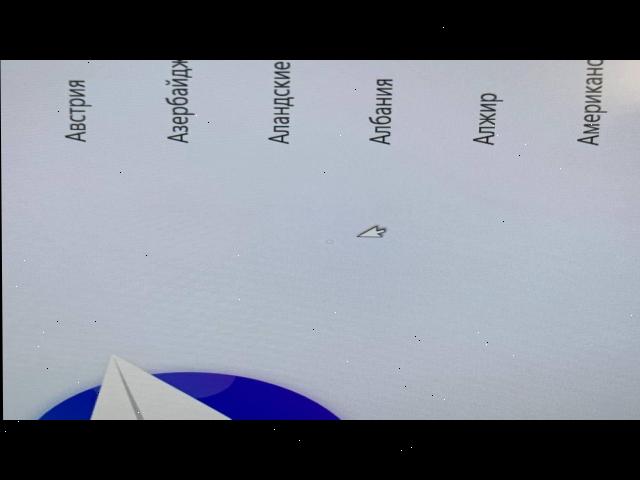 Австрия
Азербайдж
Аландские
Албания
Алжир
Американс